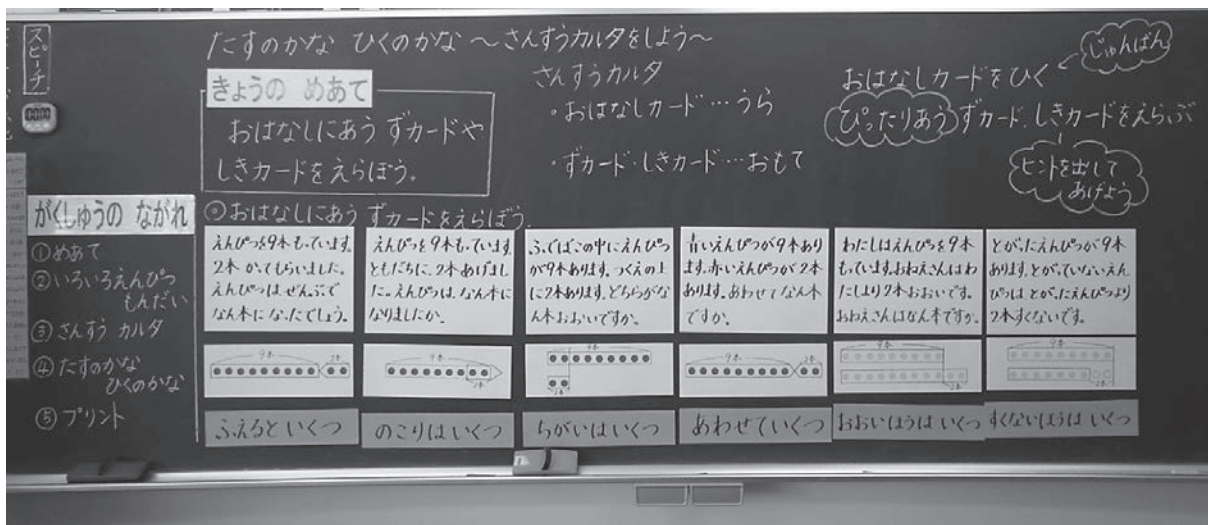 スピーチ
たすのかな ひくのかな ～さんすうカルタをしよう～
きょうの めあて
おはなしにあう ずカードや
しきカードをえらぼう。
さんすうカルタ
・おはなしカード…うら
・ずカード・しきカード…おもて
じゅんばん
おはなしカードをひく
ぴったりあう ずカード、しきカードをえらぶ
ヒントを出して
あげよう
がくしゅうの ながれ
①めあて
②いろいろえんぴつ
もんだい
③さんすう カルタ
④たすのかな
ひくのかな
⑤プリント
おはなしにあう ずカードをえらぼう。
えんぴつを9本もっています。
2本 かってもらいました。
えんぴつは、ぜんぶで
なん本に なったでしょう。
9本
2本
ふえると いくつ
えんぴつを 9本もっています。
ともだちに、2本あげまし
た。えんぴつは、なん本に
なりましたか。
9本
2本
のこりは いくつ
ふでばこの中に えんぴつ
が9本あります。つくえの上
に2本あります。どちらがな
ん本おおいですか。
9本
2本
ちがいは いくつ
青いえんぴつが9本あり
ます。赤いえんぴつが2本
あります。あわせて なん本
ですか。
9本
2本
あわせて いくつ
わたしは えんぴつを 9本
もっています。おねえさんは わ
たしより 2本おおいです。
おねえさんは なん本ですか。
9本
2本
おおいほうは いくつ
とがったえんぴつが 9本
あります。とがっていない えん
ぴつは とがったえんぴつより
2本すくないです。
9本
2本
すくないほうは いくつ